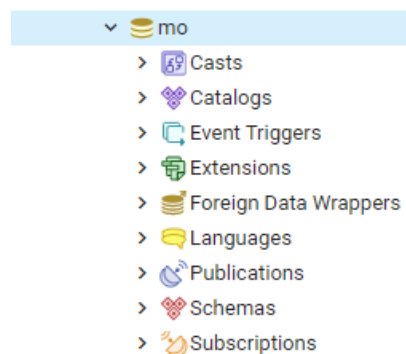 mo
Casts
Catalogs
Event Triggers
Extensions
Foreign Data Wrappers
Languages
Publications
Schemas
Subscriptions